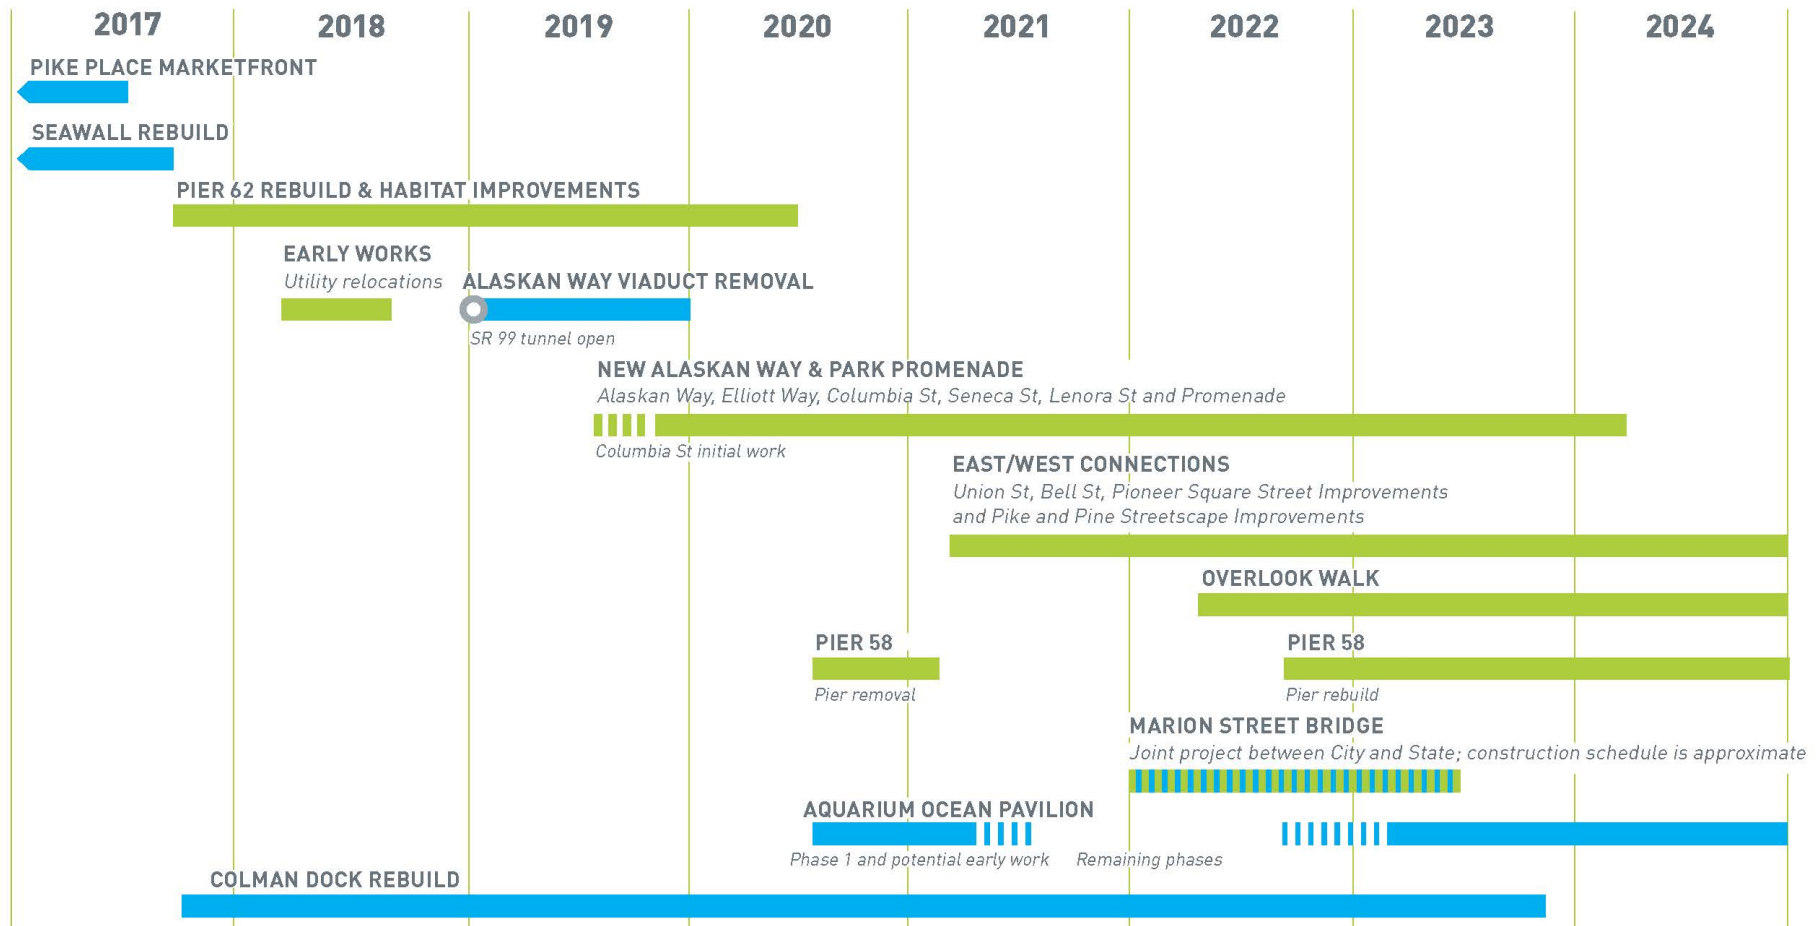 2017 2018 2019 2020 2021 2022 2023 2024
PIKE PLACE MARKETFRONT
SEAWALL REBUILD
PIER 62 REBUILD & HABITAT IMPROVEMENTS
EARLY WORKS
Utility relocations
ALASKAN WAY VIADUCT REMOVAL
SR 99 tunnel open
NEW ALASKAN WAY & PARK PROMENADE
Alaskan Way, Elliott Way, Columbia St, Seneca St, Lenora St and Promenade
Columbia St initial work
EAST/WEST CONNECTIONS
Union St, Bell St, Pioneer Square Street Improvements
and Pike and Pine Streetscape Improvements
OVERLOOK WALK
PIER 58
Pier removal
PIER 58
Pier rebuild
MARION STREET BRIDGE
Joint project between City and State; construction schedule is approximate
AQUARIUM OCEAN PAVILION
Phase 1 and potential early work
Remaining phases
COLMAN DOCK REBUILD